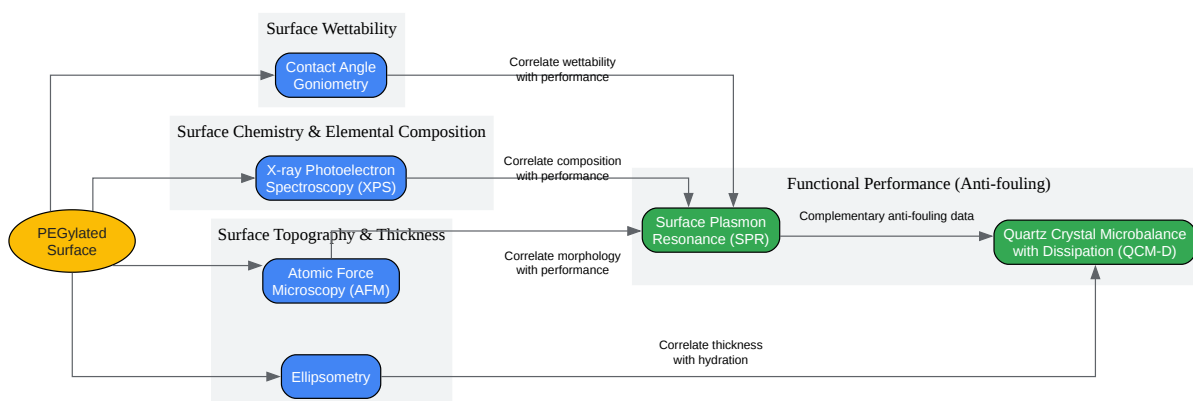 Surface Wettability
Contact Angle
Goniometry
Correlate wettability
with performance
Surface Chemistry & Elemental Composition
X-ray Photoelectron
Spectroscopy (XPS)
Correlate composition
with performance
Functional Performance (Anti-fouling)
PEGylated
Surface
Surface Topography & Thickness
Atomic Force
Microscopy (AFM)
Correlate morphology
with performance
Surface Plasmon
Resonance (SPR)
Complementary anti-fouling data
Quartz Crystal Microbalance
with Dissipation (QCM-D)
Ellipsometry
Correlate thickness
with hydration